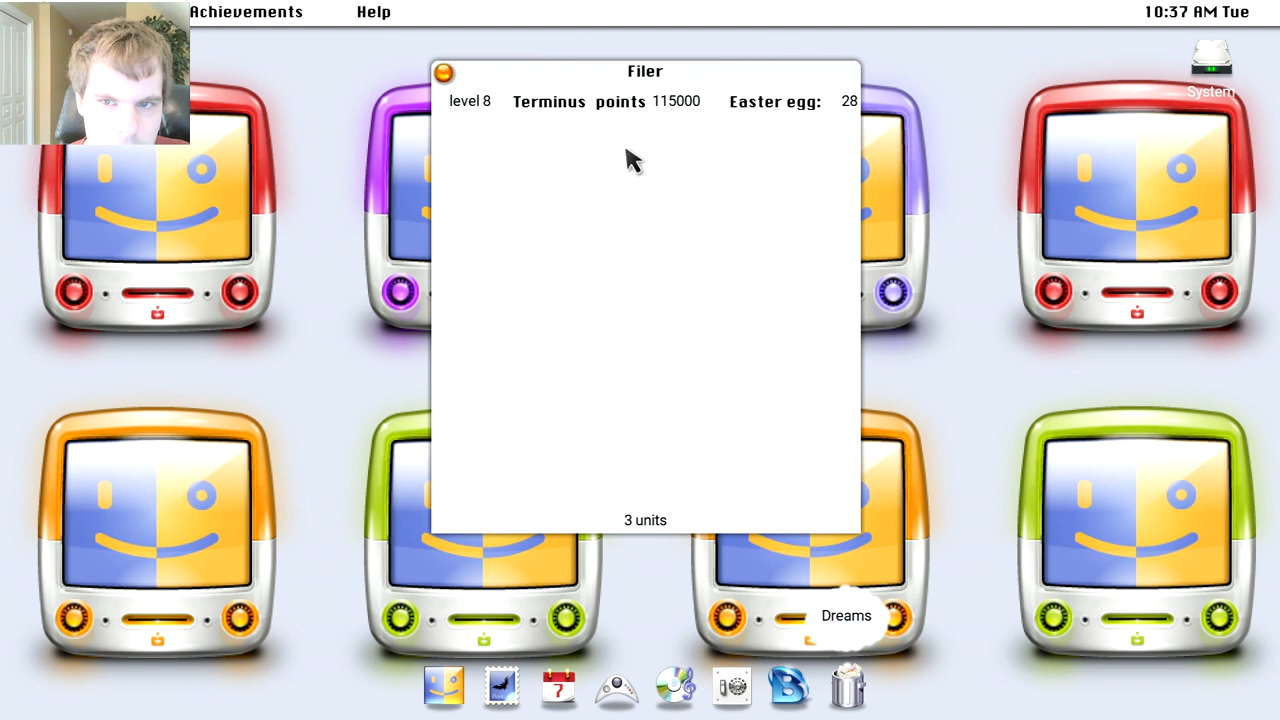 Achievements Help 10:37 AM Tue
Filer
level 8 Terminus points 115000 Easter egg: 28
System
3 units
Dreams
7